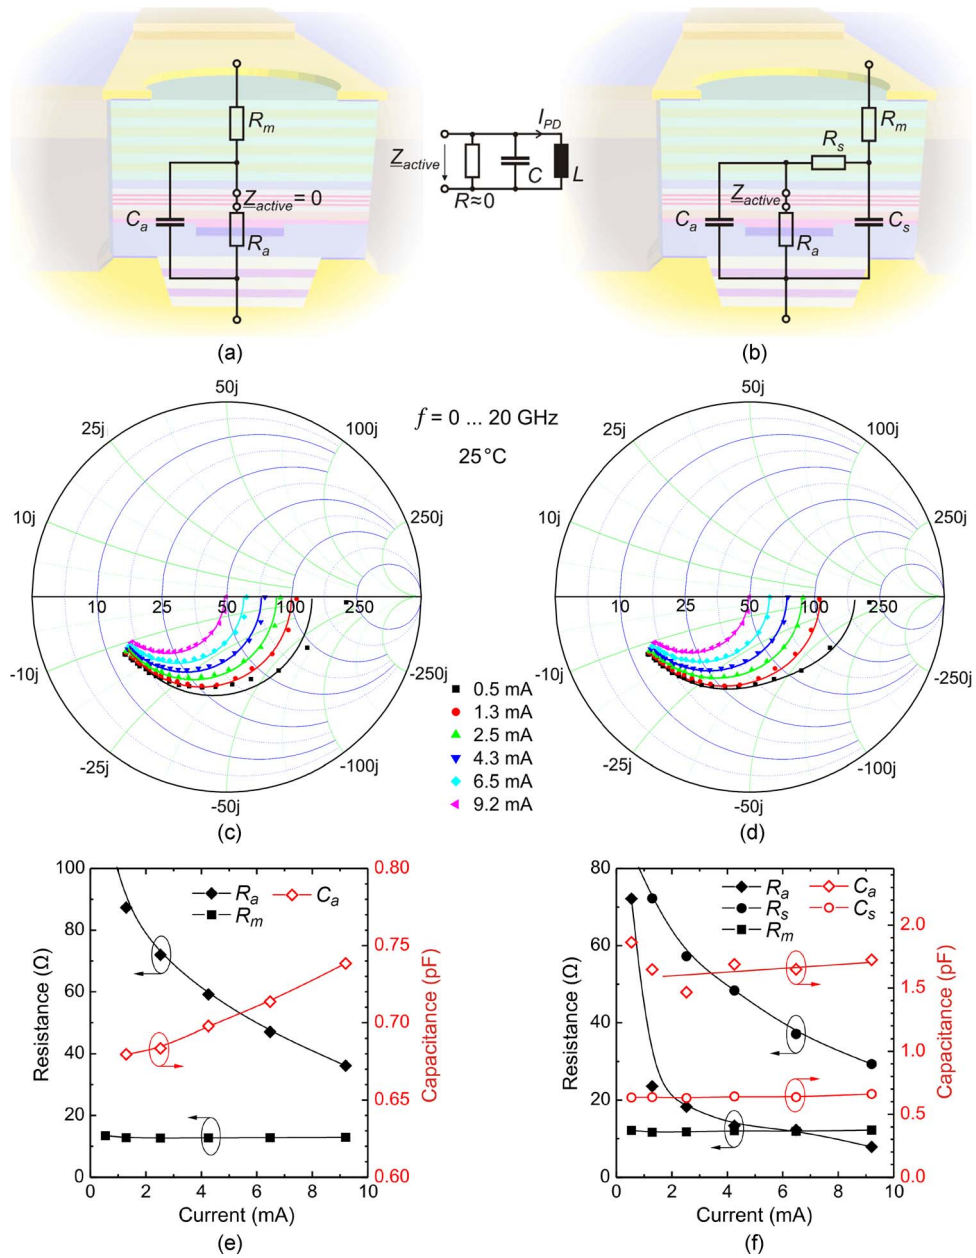 R_m
Z_active = 0
C_a
R_a
(a)
I_PD
Z_active
C
L
R≈0
R_m
R_s
Z_active
C_a
C_s
R_a
(b)
f = 0 ... 20 GHz
25 °C
50j
25j
100j
10j
250j
10 25 50 100 250
-10j
-250j
-25j
-100j
-50j
(c)
0.5 mA
1.3 mA
2.5 mA
4.3 mA
6.5 mA
9.2 mA
50j
25j
100j
10j
250j
10 25 50 100 250
-10j
-250j
-25j
-100j
-50j
(d)
100
80
60
40
20
0
Resistance (Ω)
R_a
C_a
R_m
0.80
0.75
0.70
0.65
0.60
Capacitance (pF)
0 2 4 6 8 10
Current (mA)
(e)
80
60
40
20
0
Resistance (Ω)
R_a
C_a
R_s
C_s
R_m
2.0
1.5
1.0
0.5
0.0
Capacitance (pF)
0 2 4 6 8 10
Current (mA)
(f)